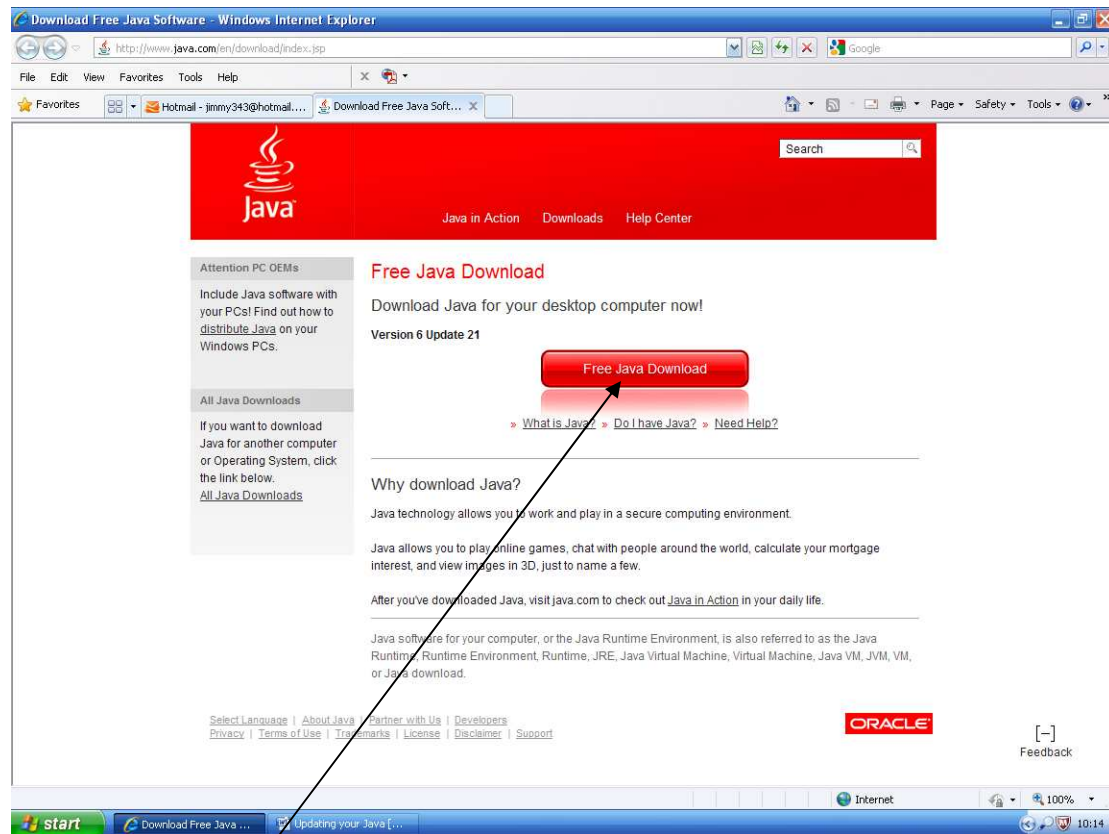 Download Free Java Software - Windows Internet Explorer
http://www.java.com/en/download/index.jsp
Google
File Edit View Favorites Tools Help
Favorites
Hotmail - jimmy343@hotmail....
Download Free Java Soft...
Page Safety Tools
Java
Search
Java in Action Downloads Help Center
Attention PC OEMs
Include Java software with
your PCs! Find out how to
distribute Java on your
Windows PCs.
All Java Downloads
If you want to download
Java for another computer
or Operating System, click
the link below.
All Java Downloads
Free Java Download
Download Java for your desktop computer now!
Version 6 Update 21
Free Java Download
» What is Java? » Do I have Java? » Need Help?
Why download Java?
Java technology allows you to work and play in a secure computing environment.
Java allows you to play online games, chat with people around the world, calculate your mortgage
interest, and view images in 3D, just to name a few.
After you've downloaded Java, visit java.com to check out Java in Action in your daily life.
Java software for your computer, or the Java Runtime Environment, is also referred to as the Java
Runtime, Runtime Environment, Runtime, JRE, Java Virtual Machine, Virtual Machine, Java VM, JVM, VM,
or Java download.
Select Language | About Java | Partner with Us | Developers
Privacy | Terms of Use | Trademarks | License | Disclaimer | Support
ORACLE
[–]
Feedback
Internet
100%
start
Download Free Java ...
Updating your Java [...
10:14